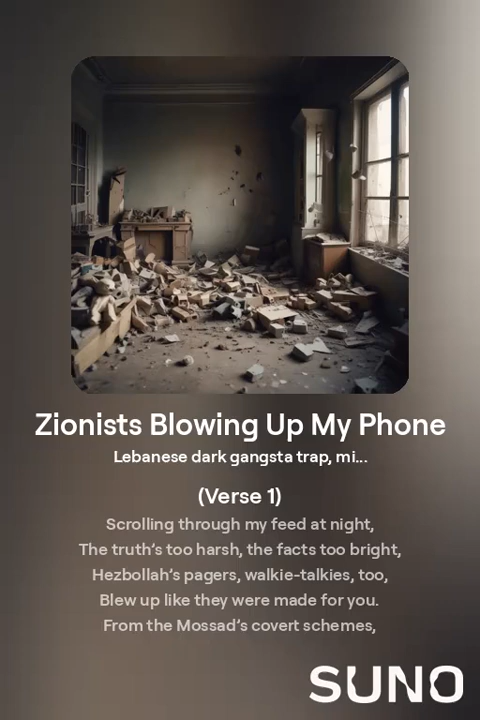 Zionists Blowing Up My Phone
Lebanese dark gangsta trap, mi...
(Verse 1)
Scrolling through my feed at night,
The truth's too harsh, the facts too bright,
Hezbollah's pagers, walkie-talkies, too,
Blew up like they were made for you.
From the Mossad's covert schemes,
SUNO